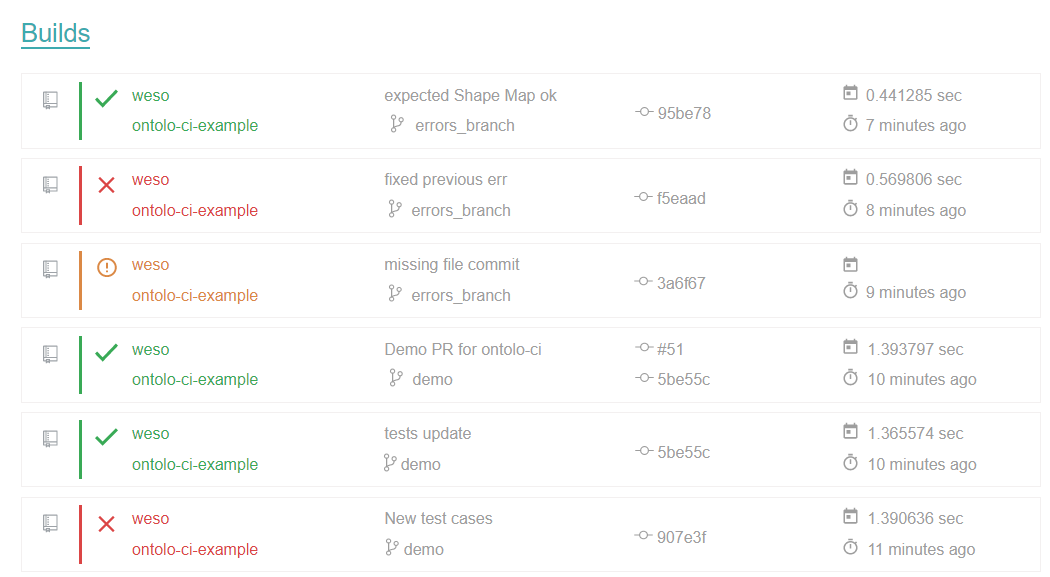 Builds
weso
ontolo-ci-example
expected Shape Map ok
errors_branch
95be78
0.441285 sec
7 minutes ago
weso
ontolo-ci-example
fixed previous err
errors_branch
f5eaad
0.569806 sec
8 minutes ago
weso
ontolo-ci-example
missing file commit
errors_branch
3a6f67
9 minutes ago
weso
ontolo-ci-example
Demo PR for ontolo-ci
demo
#51
5be55c
1.393797 sec
10 minutes ago
weso
ontolo-ci-example
tests update
demo
5be55c
1.365574 sec
10 minutes ago
weso
ontolo-ci-example
New test cases
demo
907e3f
1.390636 sec
11 minutes ago